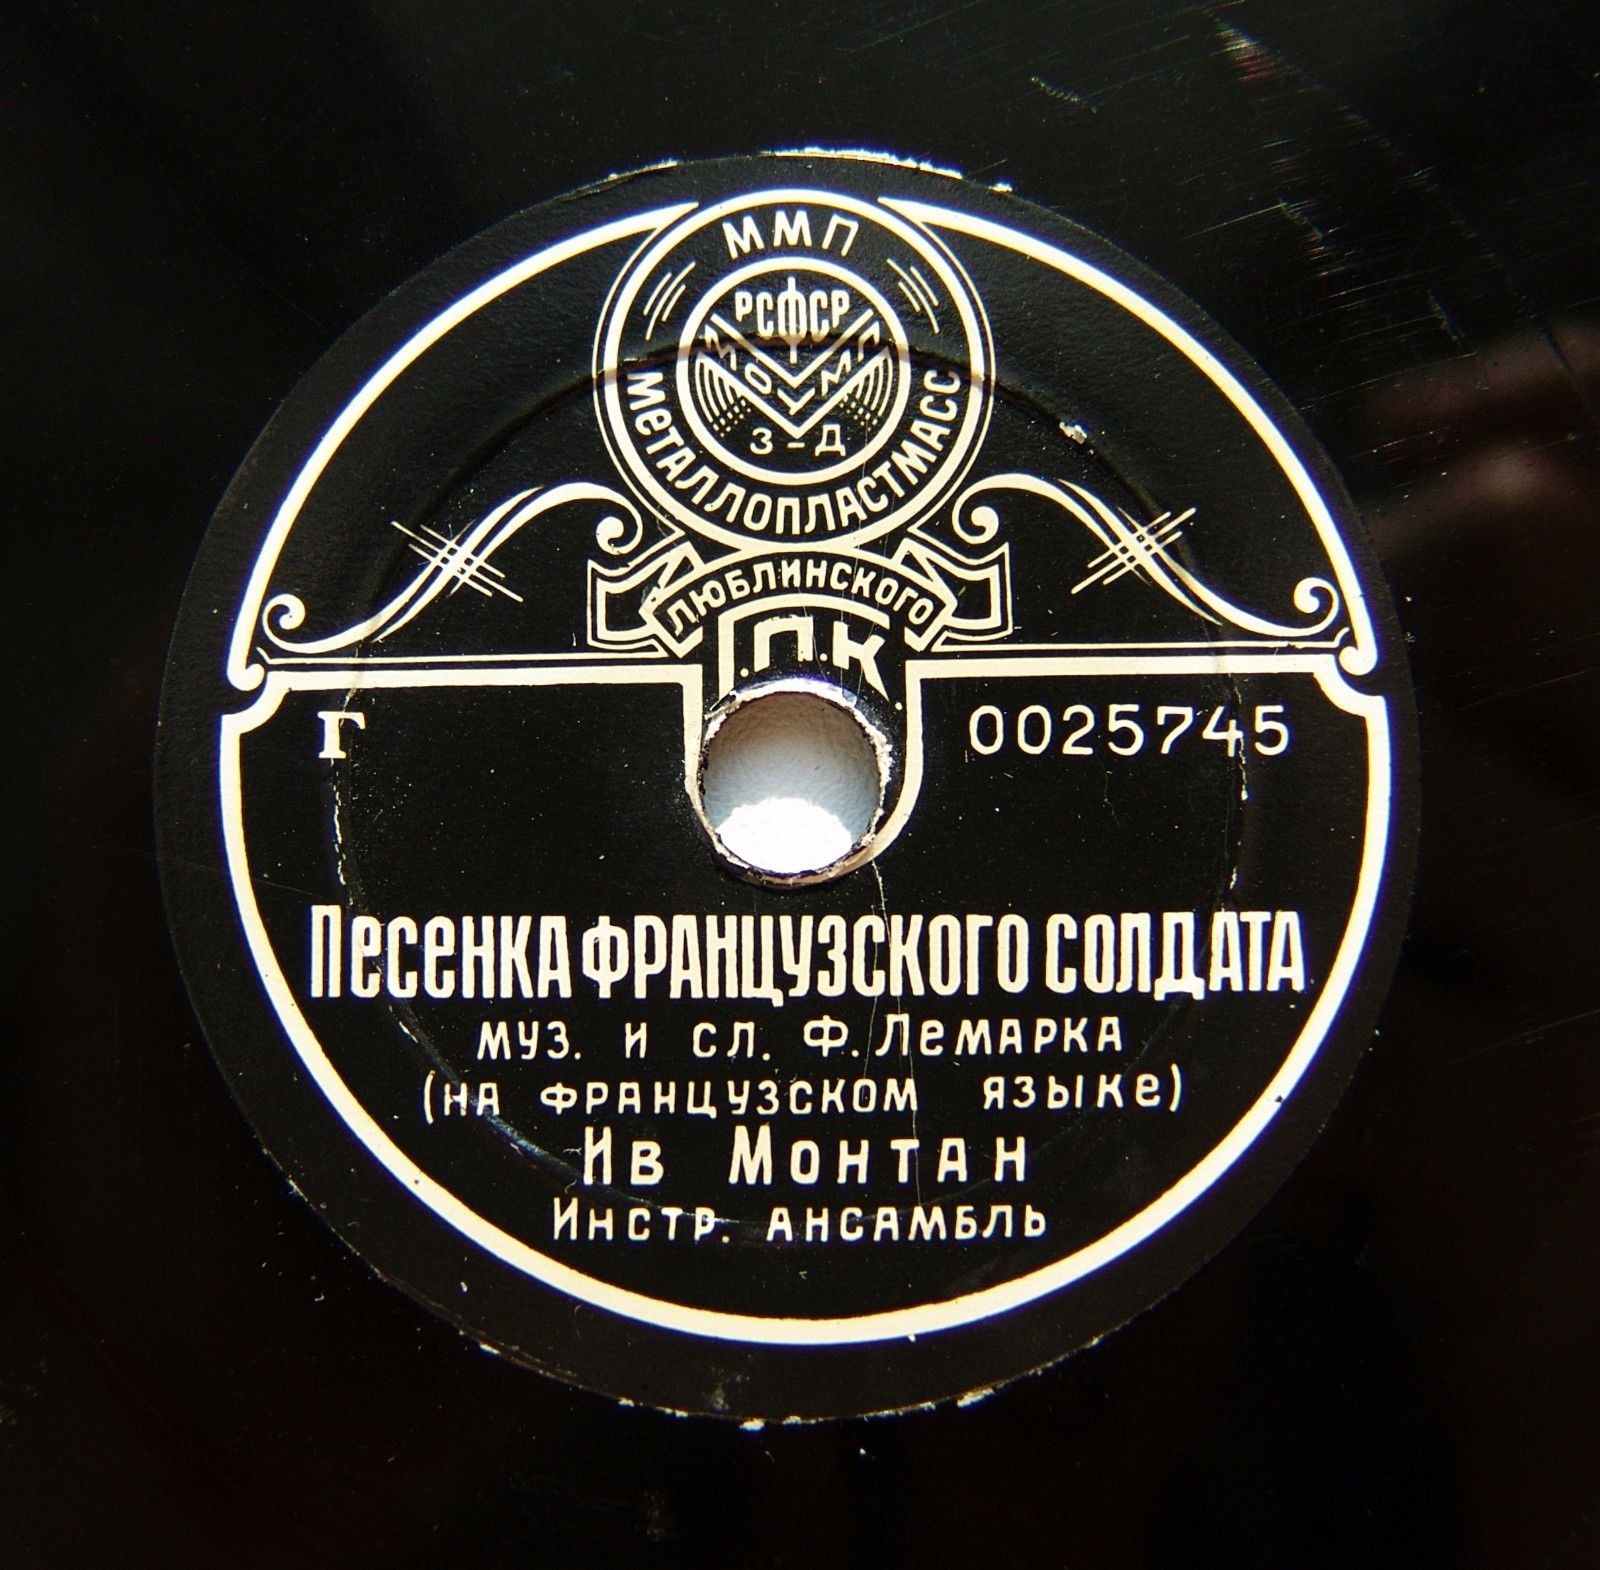 ММП
РСФСР
З-Д
МЕТАЛЛОПЛАСТМАСС
ЛЮБЛИНСКОГО
П.К
Г 0025745
ПЕСЕНКА ФРАНЦУЗСКОГО СОЛДАТА
МУЗ. И СЛ. Ф. ЛЕМАРКА
(НА ФРАНЦУЗСКОМ ЯЗЫКЕ)
ИВ МОНТАН
ИНСТР. АНСАМБЛЬ